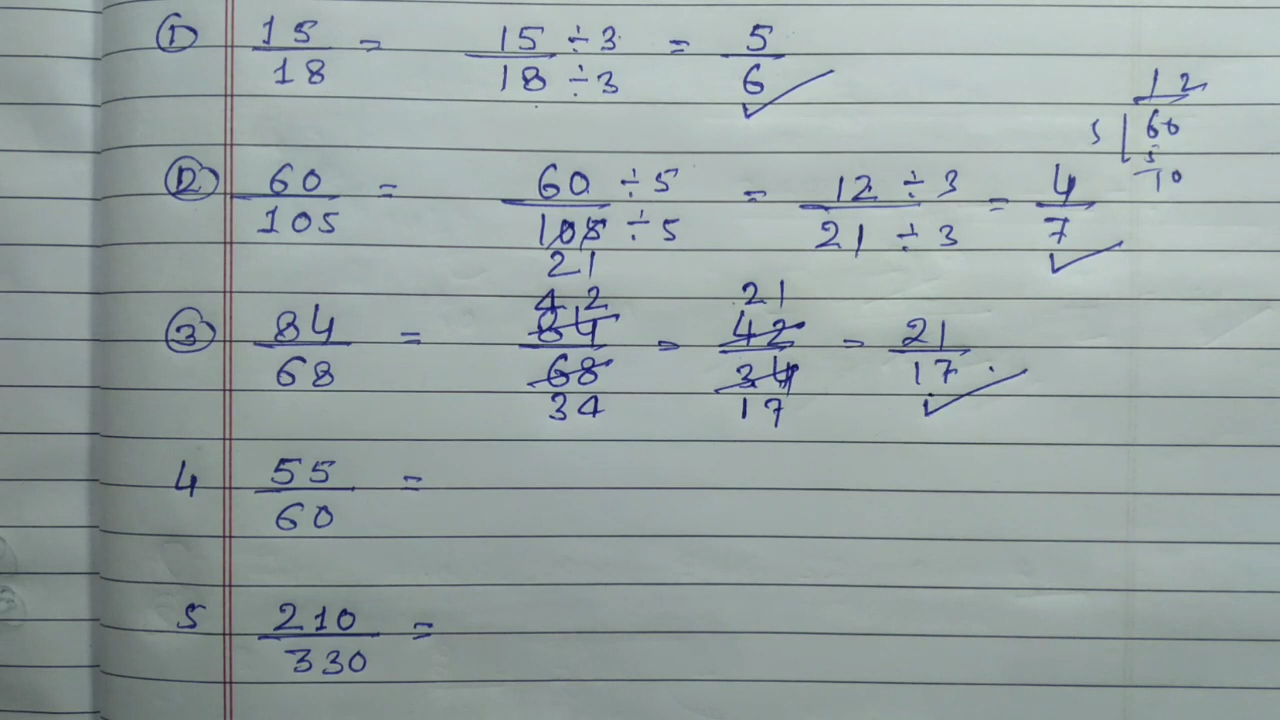 ① 15/18 = 15 ÷ 3 / 18 ÷ 3 = 5/6 ✓
② 60/105 = 60 ÷ 5 / 105 ÷ 5 = 12 ÷ 3 / 21 ÷ 3 = 4/7 ✓
21
12
5 | 60
5
10
42 21
③ 84/68 = 84/68 = 42/34 = 21/17 . ✓
34 17
4 55/60 =
5 210/330 =